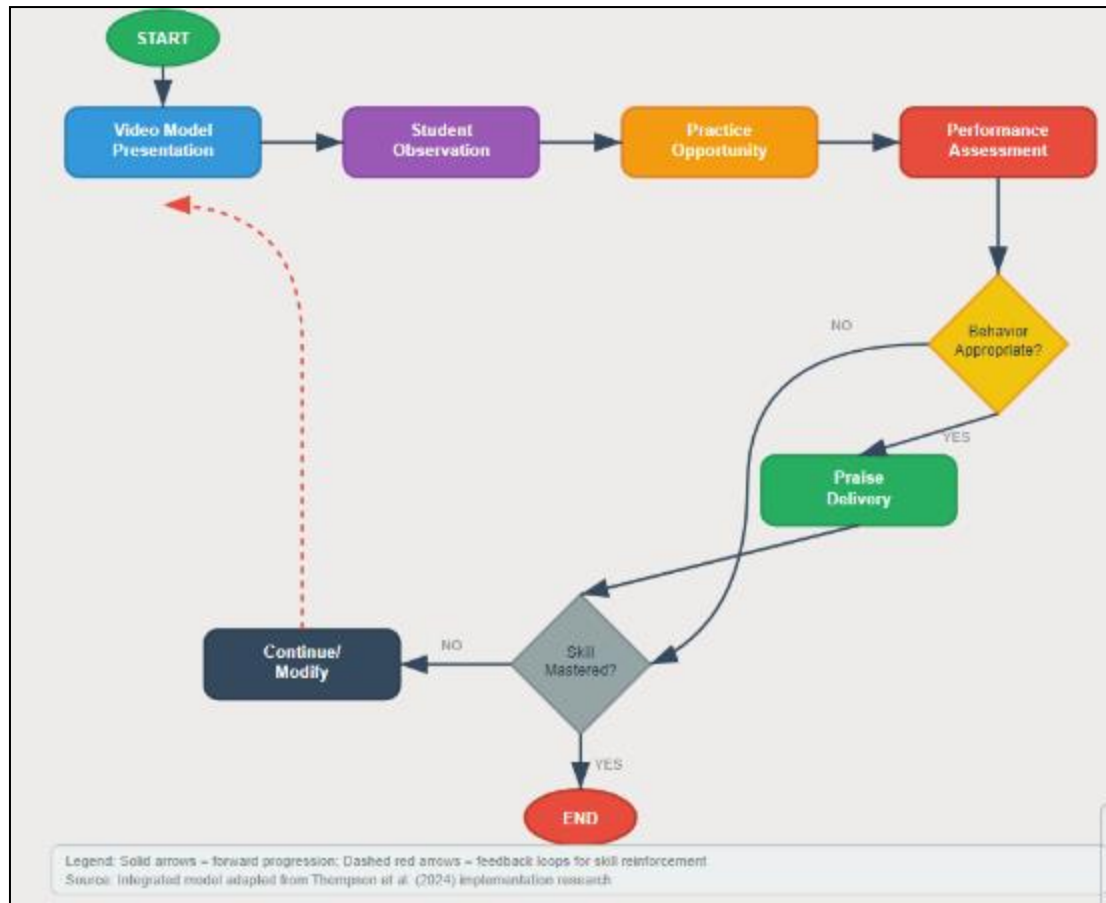 START
Video Model
Presentation
Student
Observation
Practice
Opportunity
Performance
Assessment
Behavior
Appropriate?
NO
YES
Praise
Delivery
Skill
Mastered?
NO
Continue/
Modify
YES
END
Legend: Solid arrows = forward progression; Dashed red arrows = feedback loops for skill reinforcement
Source: Integrated model adapted from Thompson et al. (2024) implementation research